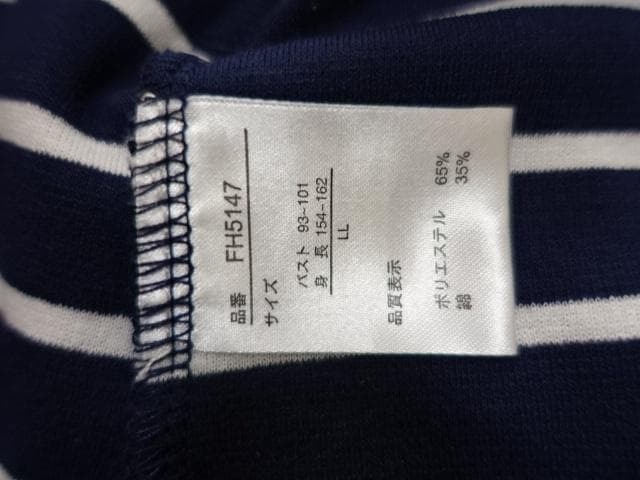 品番 FH5147
サイズ
バスト 93~101
身長 154~162
LL
品質表示
ポリエステル 65%
綿 35%